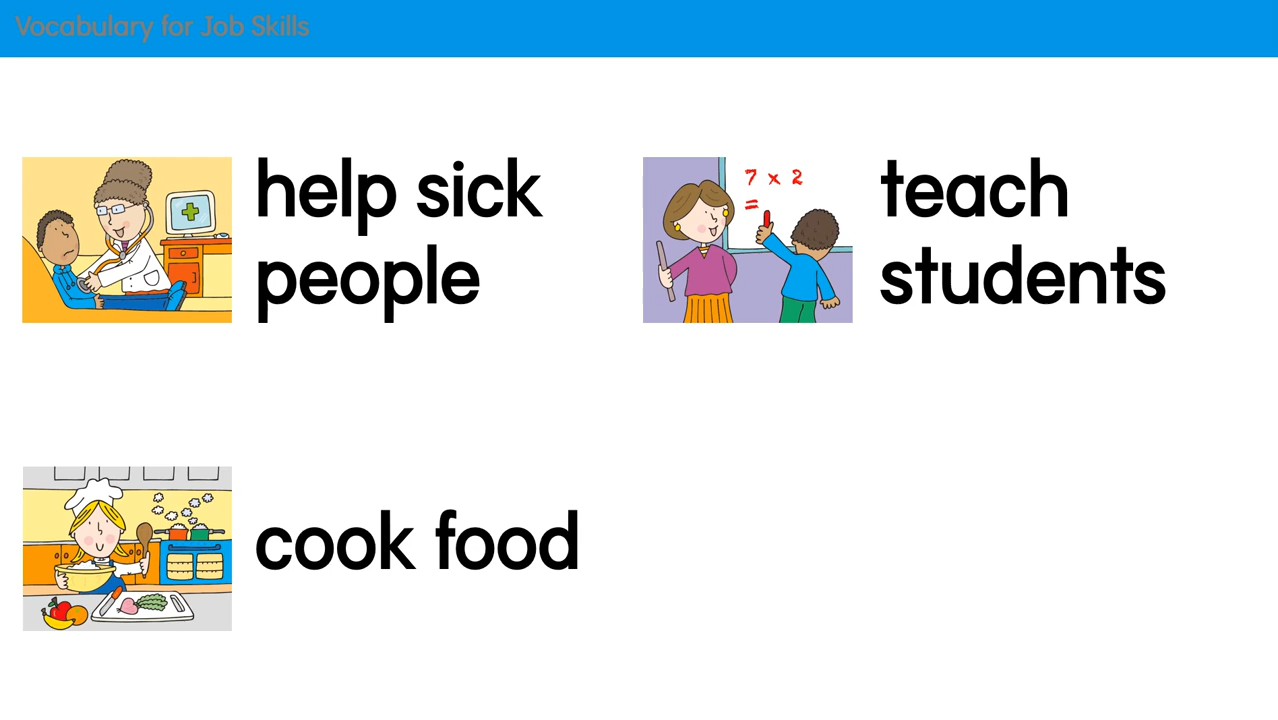 Vocabulary for Job Skills
help sick
people
teach
students
7 x 2
=
cook food